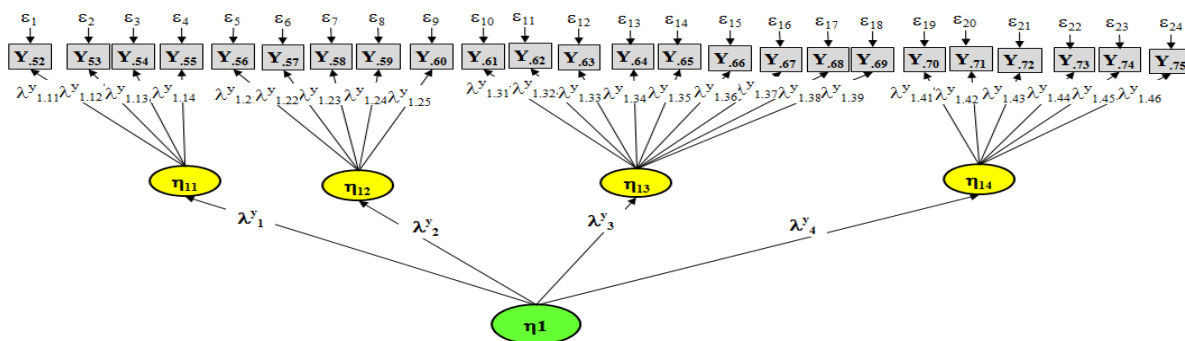 ε1 ε2 ε3 ε4 ε5 ε6 ε7 ε8 ε9 ε10 ε11 ε12 ε13 ε14 ε15 ε16 ε17 ε18 ε19 ε20 ε21 ε22 ε23 ε24
Y.52 Y.53 Y.54 Y.55 Y.56 Y.57 Y.58 Y.59 Y.60 Y.61 Y.62 Y.63 Y.64 Y.65 Y.66 Y.67 Y.68 Y.69 Y.70 Y.71 Y.72 Y.73 Y.74 Y.75
λy1.11 λy1.12 λy1.13 λy1.14 λy1.2 λy1.22 λy1.23 λy1.24 λy1.25 λy1.31 λy1.32 λy1.33 λy1.34 λy1.35 λy1.36 λy1.37 λy1.38 λy1.39 λy1.41 λy1.42 λy1.43 λy1.44 λy1.45 λy1.46
η11 η12 η13 η14
λy1 λy2 λy3 λy4
η1